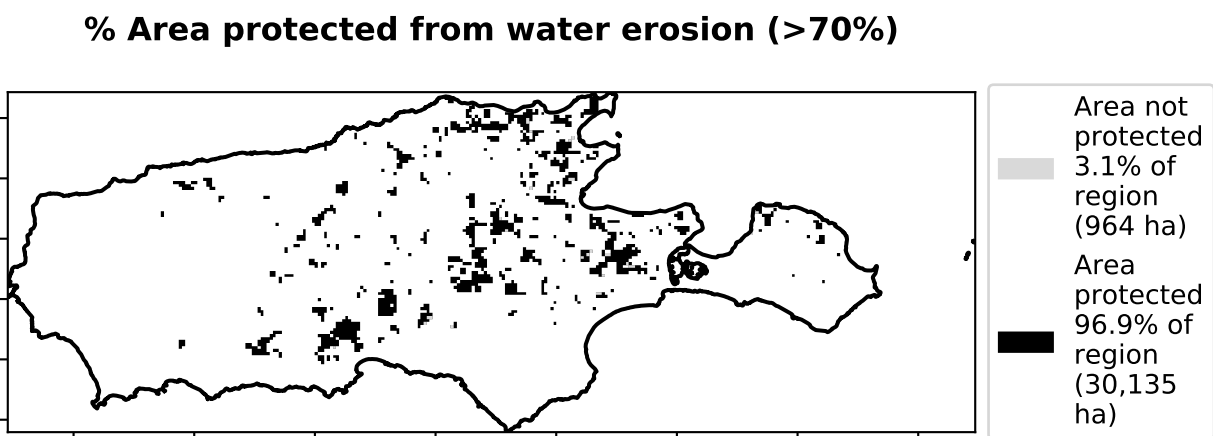 % Area protected from water erosion (>70%)
Area not
protected
3.1% of
region
(964 ha)
Area
protected
96.9% of
region
(30,135
ha)